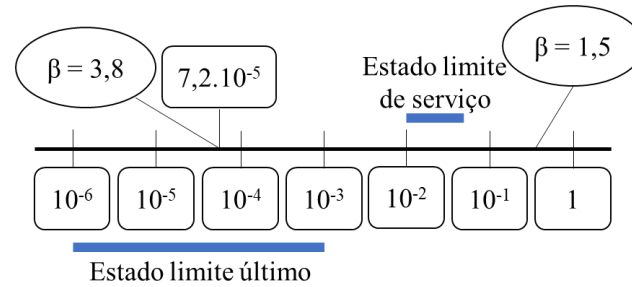 β = 3,8
7,2.10⁻⁵
Estado limite
de serviço
β = 1,5
10⁻⁶
10⁻⁵
10⁻⁴
10⁻³
10⁻²
10⁻¹
1
Estado limite último